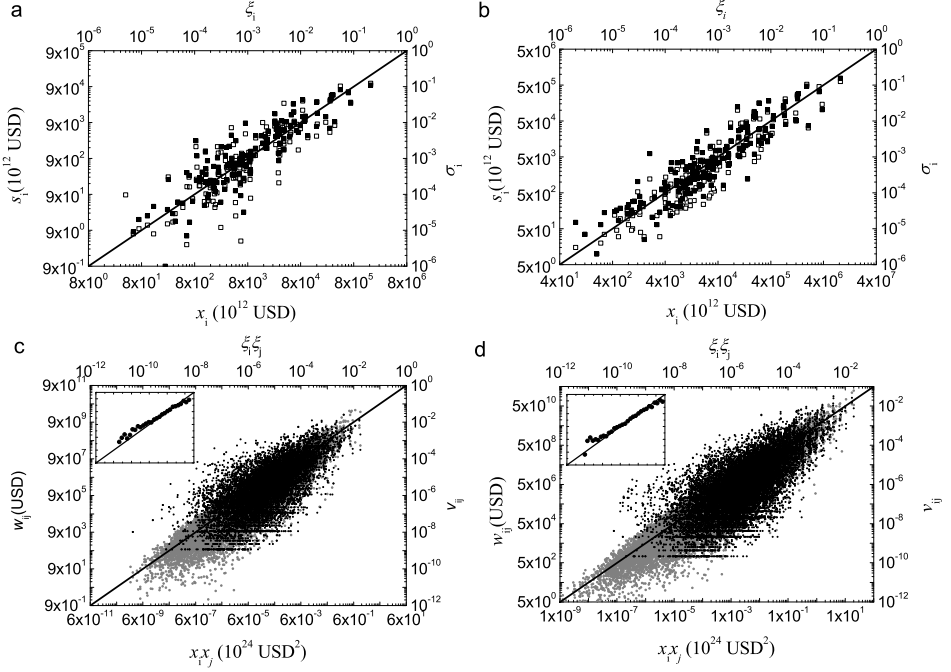 a
ξᵢ
10⁻⁶ 10⁻⁵ 10⁻⁴ 10⁻³ 10⁻² 10⁻¹ 10⁰
9x10⁵ 10⁰
9x10⁴ 10⁻¹
9x10³ 10⁻²
9x10² 10⁻³
9x10¹ 10⁻⁴
9x10⁰ 10⁻⁵
9x10⁻¹ 10⁻⁶
sᵢ(10¹² USD)
σᵢ
8x10⁰ 8x10¹ 8x10² 8x10³ 8x10⁴ 8x10⁵ 8x10⁶
xᵢ (10¹² USD)
b
ξᵢ
10⁻⁶ 10⁻⁵ 10⁻⁴ 10⁻³ 10⁻² 10⁻¹ 10⁰
5x10⁶ 10⁰
5x10⁵ 10⁻¹
5x10⁴ 10⁻²
5x10³ 10⁻³
5x10² 10⁻⁴
5x10¹ 10⁻⁵
5x10⁰ 10⁻⁶
sᵢ(10¹² USD)
σᵢ
4x10¹ 4x10² 4x10³ 4x10⁴ 4x10⁵ 4x10⁶ 4x10⁷
xᵢ (10¹² USD)
c
ξᵢξⱼ
10⁻¹² 10⁻¹⁰ 10⁻⁸ 10⁻⁶ 10⁻⁴ 10⁻² 10⁰
9x10¹¹ 10⁰
9x10⁹ 10⁻²
9x10⁷ 10⁻⁴
9x10⁵ 10⁻⁶
9x10³ 10⁻⁸
9x10¹ 10⁻¹⁰
9x10⁻¹ 10⁻¹²
wᵢⱼ(USD)
vᵢⱼ
6x10⁻¹¹ 6x10⁻⁹ 6x10⁻⁷ 6x10⁻⁵ 6x10⁻³ 6x10⁻¹ 6x10¹
xᵢxⱼ (10²⁴ USD²)
d
ξᵢξⱼ
10⁻¹² 10⁻¹⁰ 10⁻⁸ 10⁻⁶ 10⁻⁴ 10⁻²
5x10¹⁰ 10⁻²
5x10⁸ 10⁻⁴
5x10⁶ 10⁻⁶
5x10⁴ 10⁻⁸
5x10² 10⁻¹⁰
5x10⁰ 10⁻¹²
wᵢⱼ(USD)
vᵢⱼ
1x10⁻⁹ 1x10⁻⁷ 1x10⁻⁵ 1x10⁻³ 1x10⁻¹ 1x10¹
xᵢxⱼ (10²⁴ USD²)